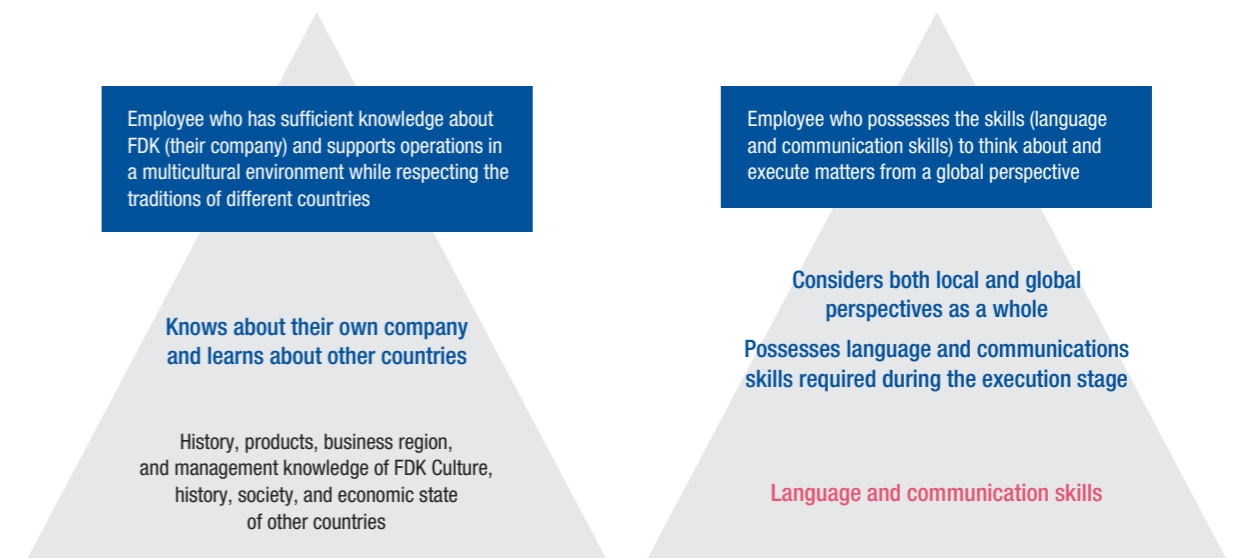 Employee who has sufficient knowledge about
FDK (their company) and supports operations in
a multicultural environment while respecting the
traditions of different countries
Knows about their own company
and learns about other countries
History, products, business region,
and management knowledge of FDK Culture,
history, society, and economic state
of other countries
Employee who possesses the skills (language
and communication skills) to think about and
execute matters from a global perspective
Considers both local and global
perspectives as a whole
Possesses language and communications
skills required during the execution stage
Language and communication skills